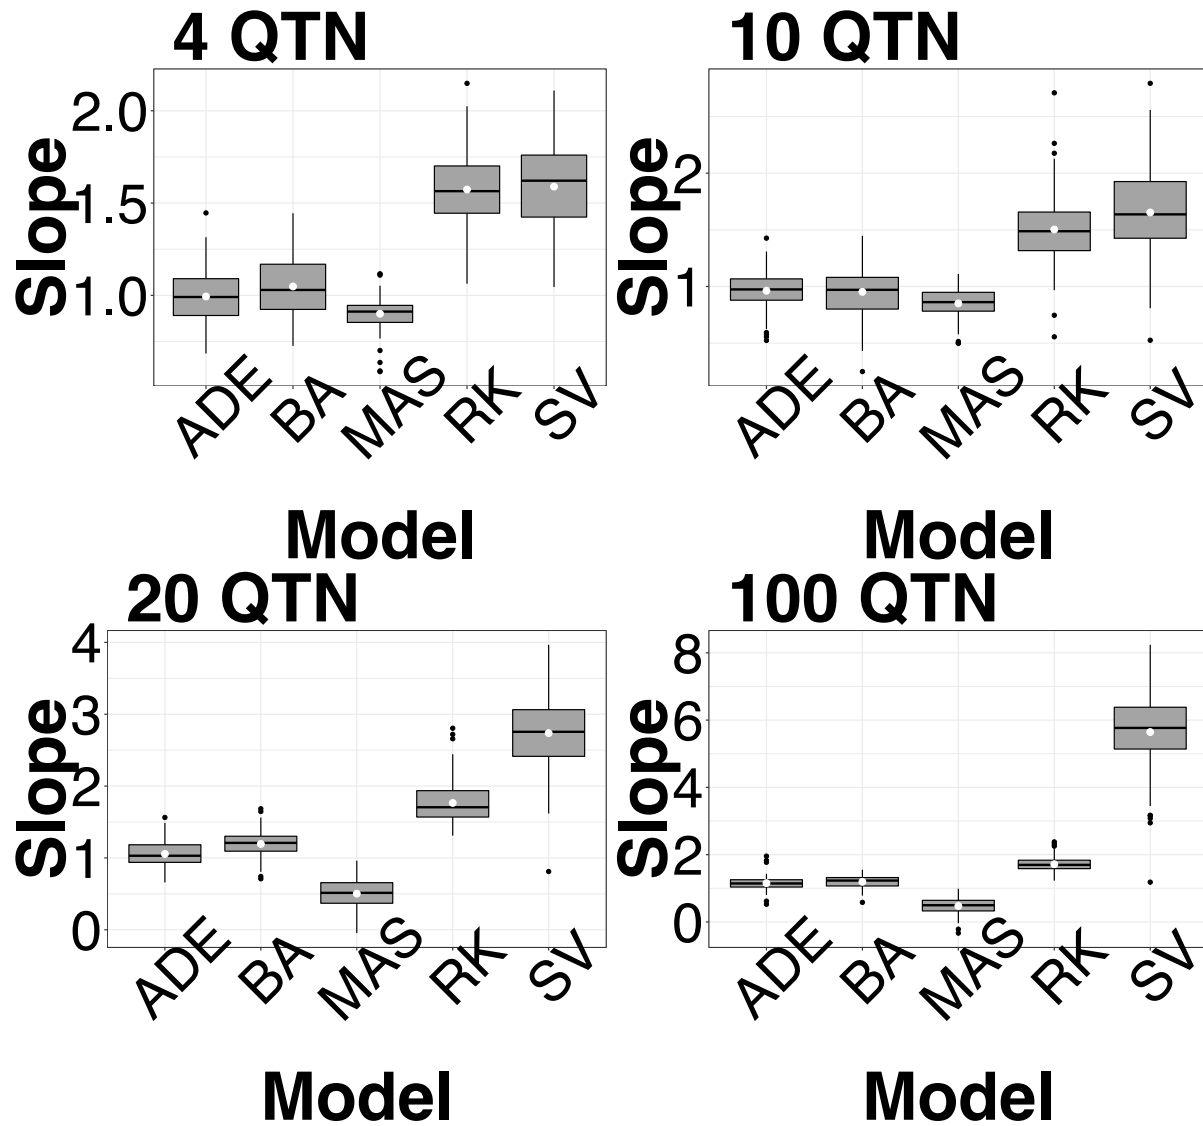 4 QTN
Slope
2.0
1.5
1.0
ADE
BA
MAS
RK
SV
Model
10 QTN
Slope
2
1
ADE
BA
MAS
RK
SV
Model
20 QTN
Slope
4
3
2
1
0
ADE
BA
MAS
RK
SV
Model
100 QTN
Slope
8
6
4
2
0
ADE
BA
MAS
RK
SV
Model